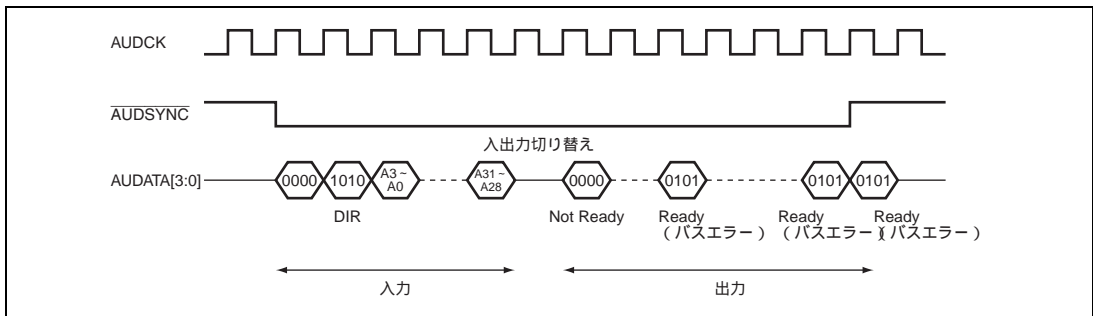 AUDCK
AUDSYNC
入出力切り替え
AUDATA[3:0]
0000
1010
A3～
A0
A31～
A28
0000
0101
0101
0101
DIR
Not Ready
Ready
（バスエラー）
Ready
（バスエラー）
Ready
（バスエラー）
入力
出力